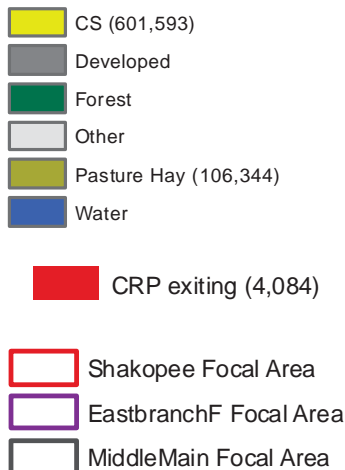 CS (601,593)
Developed
Forest
Other
Pasture Hay (106,344)
Water
CRP exiting (4,084)
Shakopee Focal Area
EastbranchF Focal Area
MiddleMain Focal Area